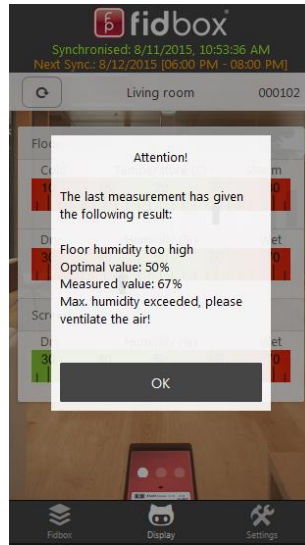 fidbox
Synchronised: 8/11/2015, 10:53:36 AM
Next Sync.: 8/12/2015 [06:00 PM - 08:00 PM]
Living room 000102
Attention!
The last measurement has given
the following result:
Floor humidity too high
Optimal value: 50%
Measured value: 67%
Max. humidity exceeded, please
ventilate the air!
OK
Fidbox Display Settings